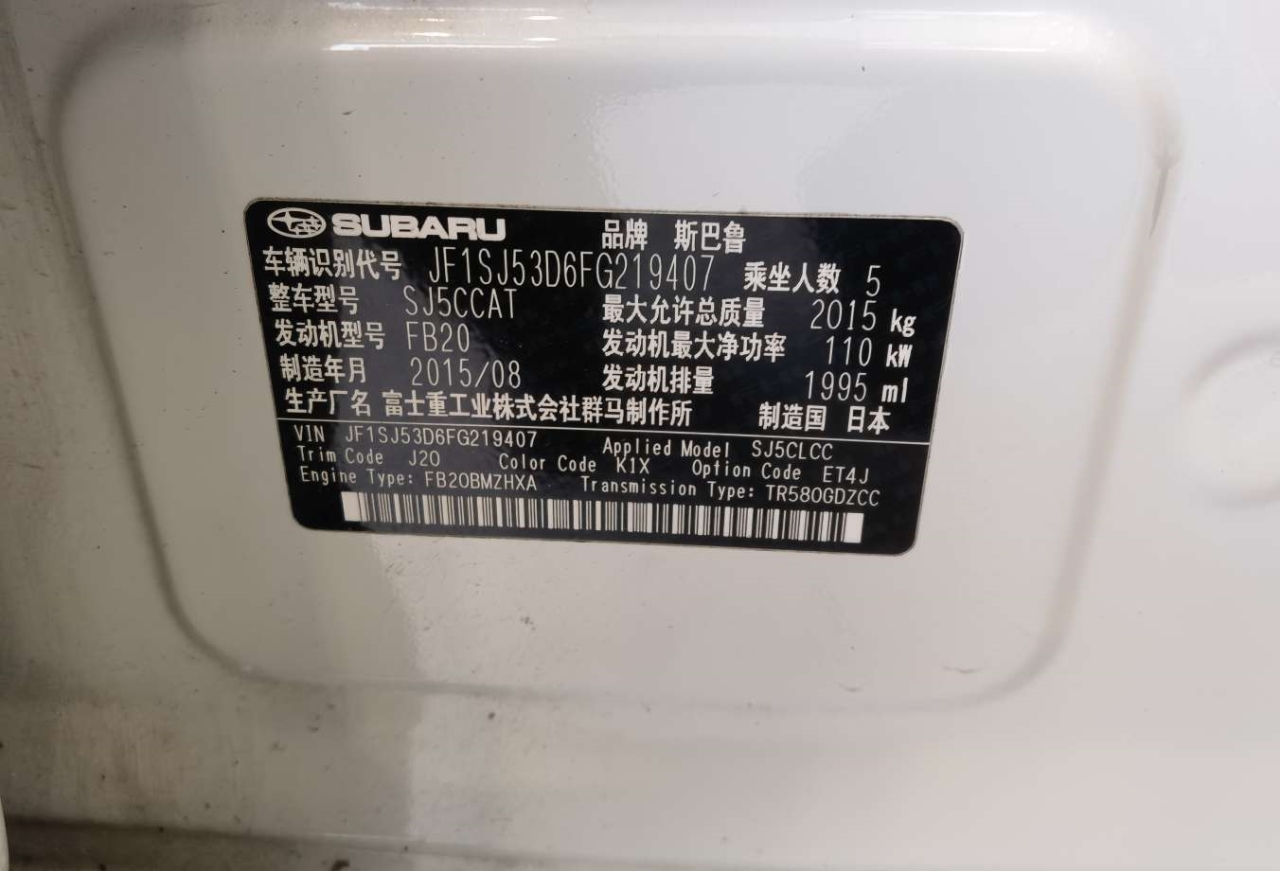 SUBARU 品牌 斯巴鲁
车辆识别代号 JF1SJ53D6FG219407 乘坐人数 5
整车型号 SJ5CCAT 最大允许总质量 2015 kg
发动机型号 FB20 发动机最大净功率 110 kW
制造年月 2015/08 发动机排量 1995 ml
生产厂名 富士重工业株式会社群马制作所 制造国 日本
VIN JF1SJ53D6FG219407 Applied Model SJ5CLCC
Trim Code J20 Color Code K1X Option Code ET4J
Engine Type: FB20BMZHXA Transmission Type: TR580GDZCC